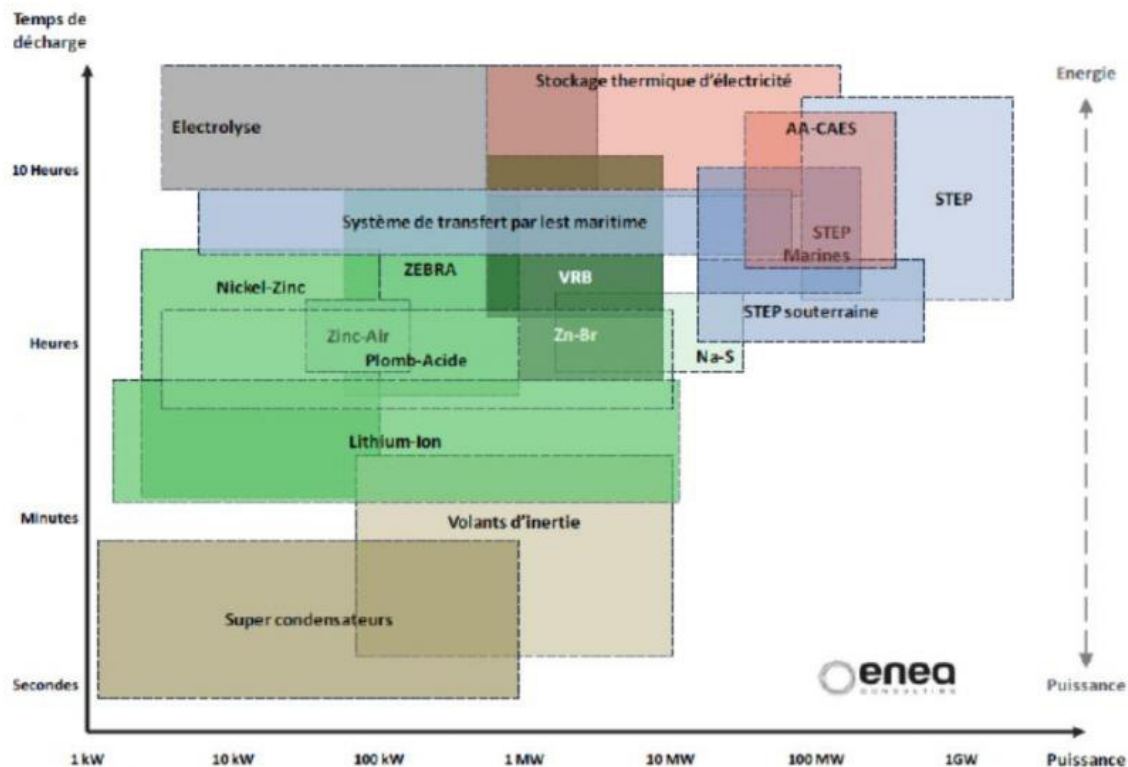 Temps de
décharge
Energie
Stockage thermique d'électricité
Electrolyse
AA-CAES
10 Heures
STEP
Système de transfert par lest maritime
STEP
Marines
ZEBRA
VRB
Nickel-Zinc
STEP souterraine
Heures
Zinc-Air
Zn-Br
Na-S
Plomb-Acide
Lithium-Ion
Minutes
Volants d'inertie
Super condensateurs
enea
CONSULTING
Secondes
Puissance
1 kW
10 kW
100 kW
1 MW
10 MW
100 MW
1GW
Puissance